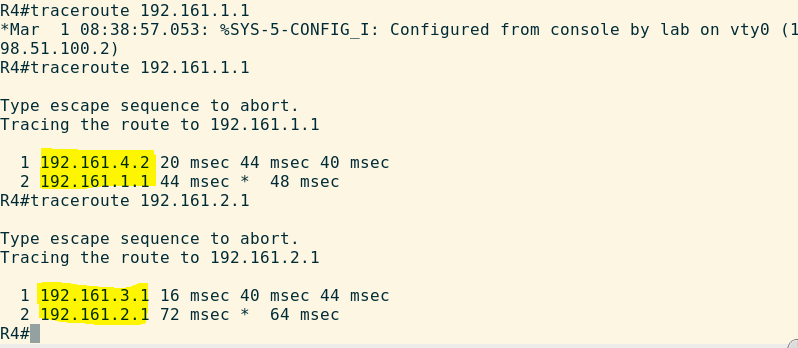 R4#traceroute 192.161.1.1
*Mar  1 08:38:57.053: %SYS-5-CONFIG_I: Configured from console by lab on vty0 (1
98.51.100.2)
R4#traceroute 192.161.1.1
Type escape sequence to abort.
Tracing the route to 192.161.1.1
  1 192.161.4.2 20 msec 44 msec 40 msec
  2 192.161.1.1 44 msec *  48 msec
R4#traceroute 192.161.2.1
Type escape sequence to abort.
Tracing the route to 192.161.2.1
  1 192.161.3.1 16 msec 40 msec 44 msec
  2 192.161.2.1 72 msec *  64 msec
R4#